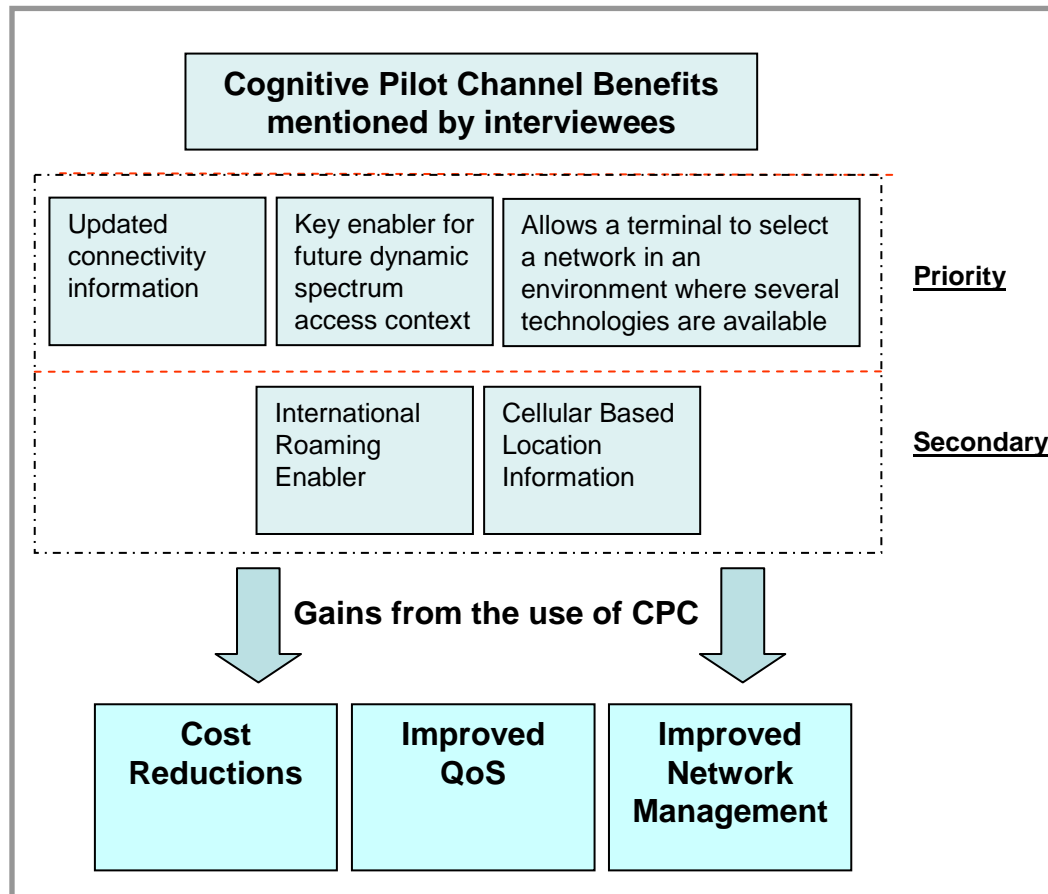 Cognitive Pilot Channel Benefits
mentioned by interviewees
Updated
connectivity
information
Key enabler for
future dynamic
spectrum
access context
Allows a terminal to select
a network in an
environment where several
technologies are available
Priority
International
Roaming
Enabler
Cellular Based
Location
Information
Secondary
Gains from the use of CPC
Cost
Reductions
Improved
QoS
Improved
Network
Management